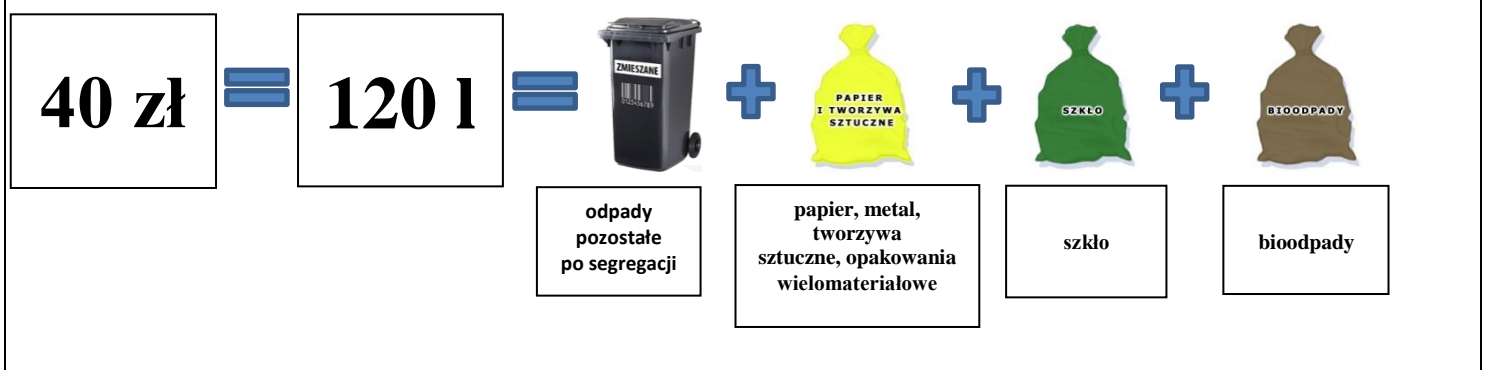 40 zł
120 l
ZMIESZANE
0123456789
PAPIER
I TWORZYWA
SZTUCZNE
SZKŁO
BIOODPADY
odpady
pozostałe
po segregacji
papier, metal,
tworzywa
sztuczne, opakowania
wielomateriałowe
szkło
bioodpady